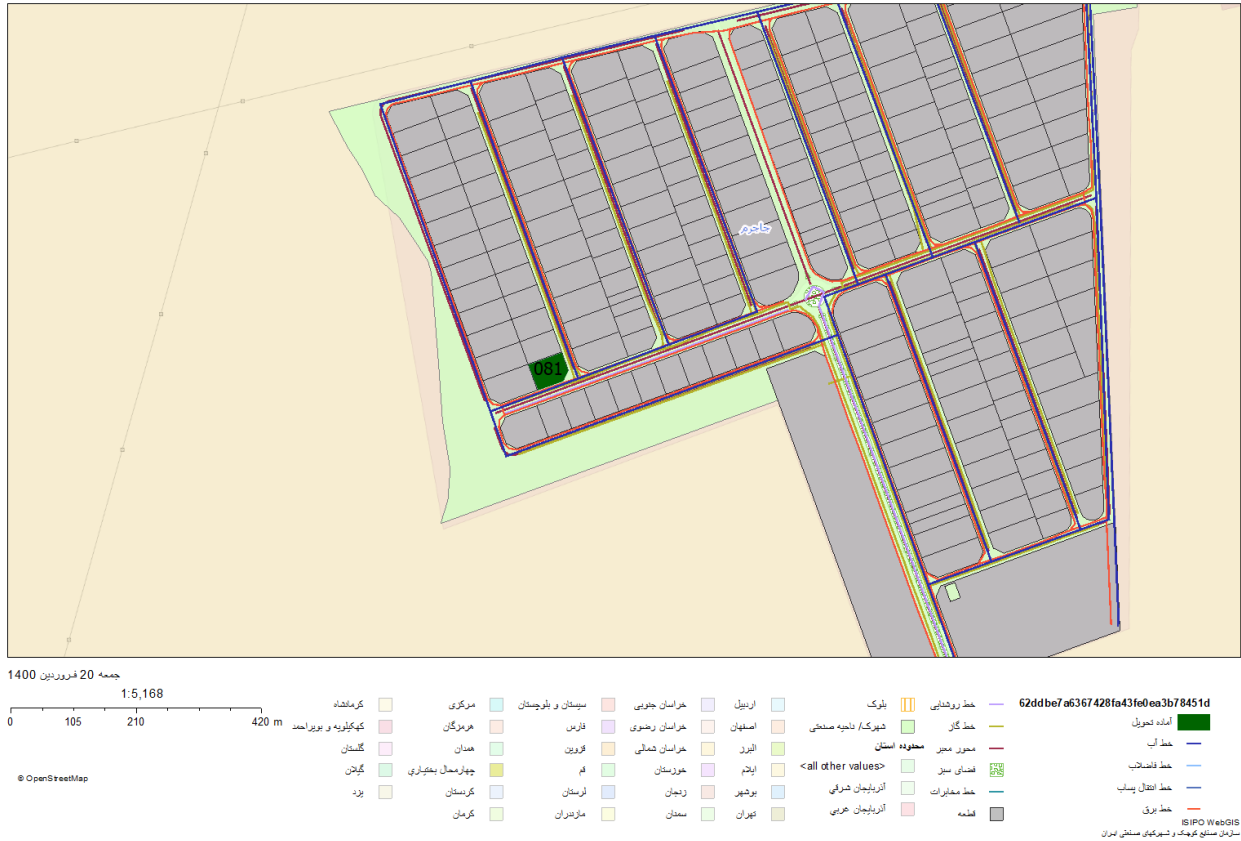 جاجرم
081
جمعه 20 فروردین 1400
1:5,168
0 105 210 420 m
© OpenStreetMap
62ddbe7a6367428fa43fe0ea3b78451d
آماده تحویل
خط آب
خط فاضلاب
خط انتقال پساب
خط برق
خط روشنایی
خط گاز
محور معبر
فضای سبز
خط مخابرات
قطعه
بلوک
شهرک/ ناحیه صنعتی
محدوده استان
<all other values>
آذربایجان شرقی
آذربایجان غربی
اردبیل
اصفهان
البرز
ایلام
بوشهر
تهران
خراسان جنوبی
خراسان رضوی
خراسان شمالی
خوزستان
زنجان
سمنان
سیستان و بلوچستان
فارس
قزوین
قم
لرستان
مازندران
مرکزی
هرمزگان
همدان
چهارمحال بختیاری
کردستان
کرمان
کرمانشاه
کهکیلویه و بویراحمد
گلستان
گیلان
یزد
ISIPO WebGIS
سازمان صنایع کوچک و شهرکهای صنعتی ایران